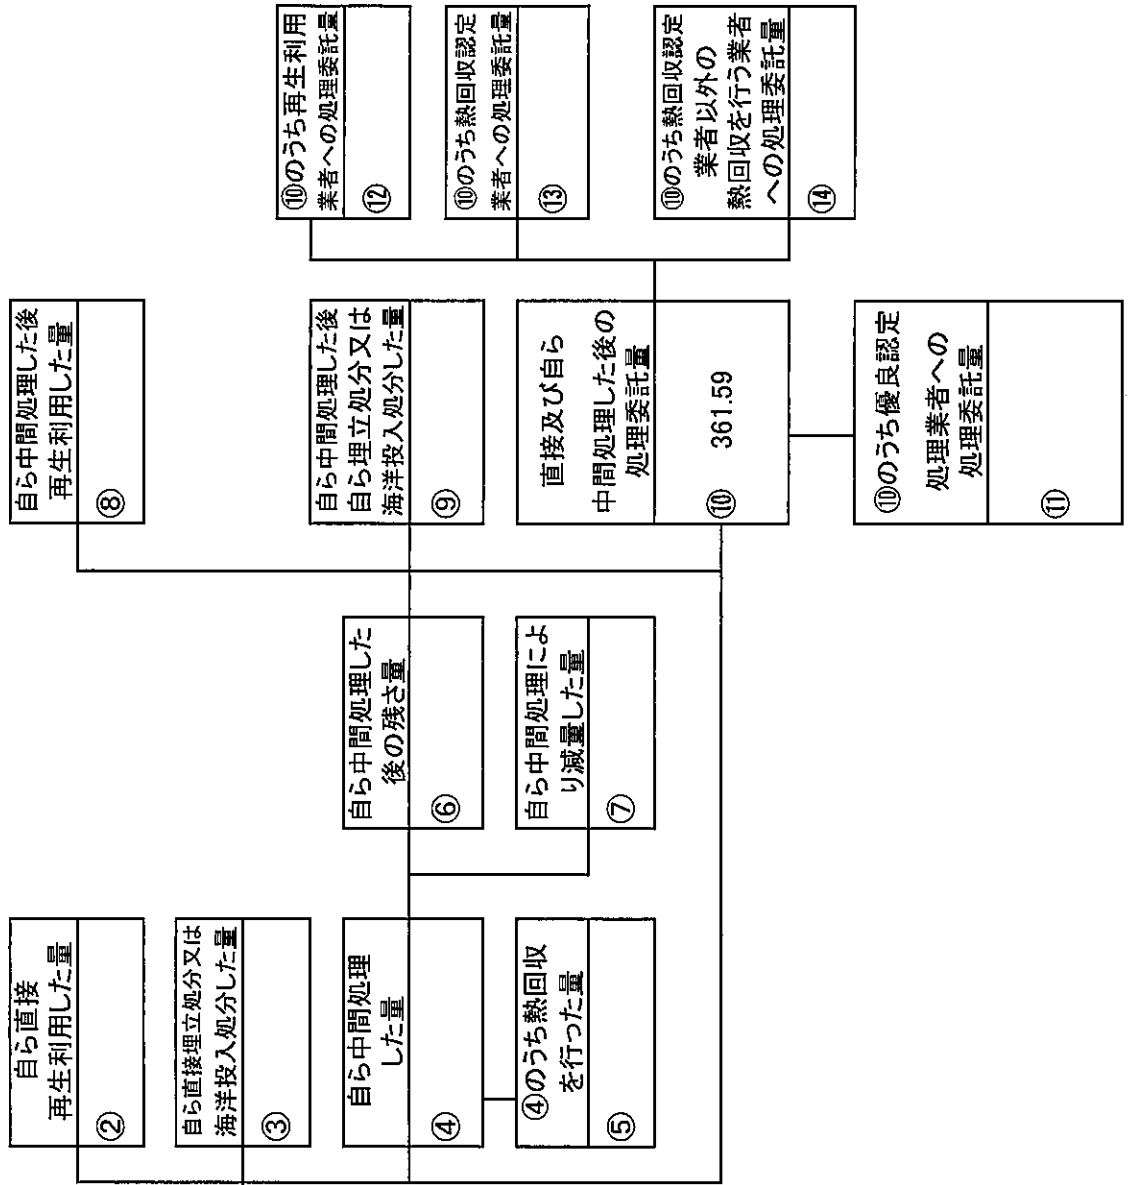 自ら直接
再生利用した量
②
自ら直接埋立処分又は
海洋投入処分した量
③
自ら中間処理
した量
④
④のうち熱回収
を行った量
⑤
自ら中間処理した
後の残さ量
⑥
自ら中間処理によ
り減量した量
⑦
自ら中間処理した後
再生利用した量
⑧
自ら中間処理した後
自ら埋立処分又は
海洋投入処分した量
⑨
直接及び自ら
中間処理した後の
処理委託量
⑩
361.59
⑩のうち優良認定
処理業者への
処理委託量
⑪
⑩のうち再生利用
業者への処理委託量
⑫
⑩のうち熱回収認定
業者への処理委託量
⑬
⑩のうち熱回収認定
業者以外の
熱回収を行う業者
への処理委託量
⑭